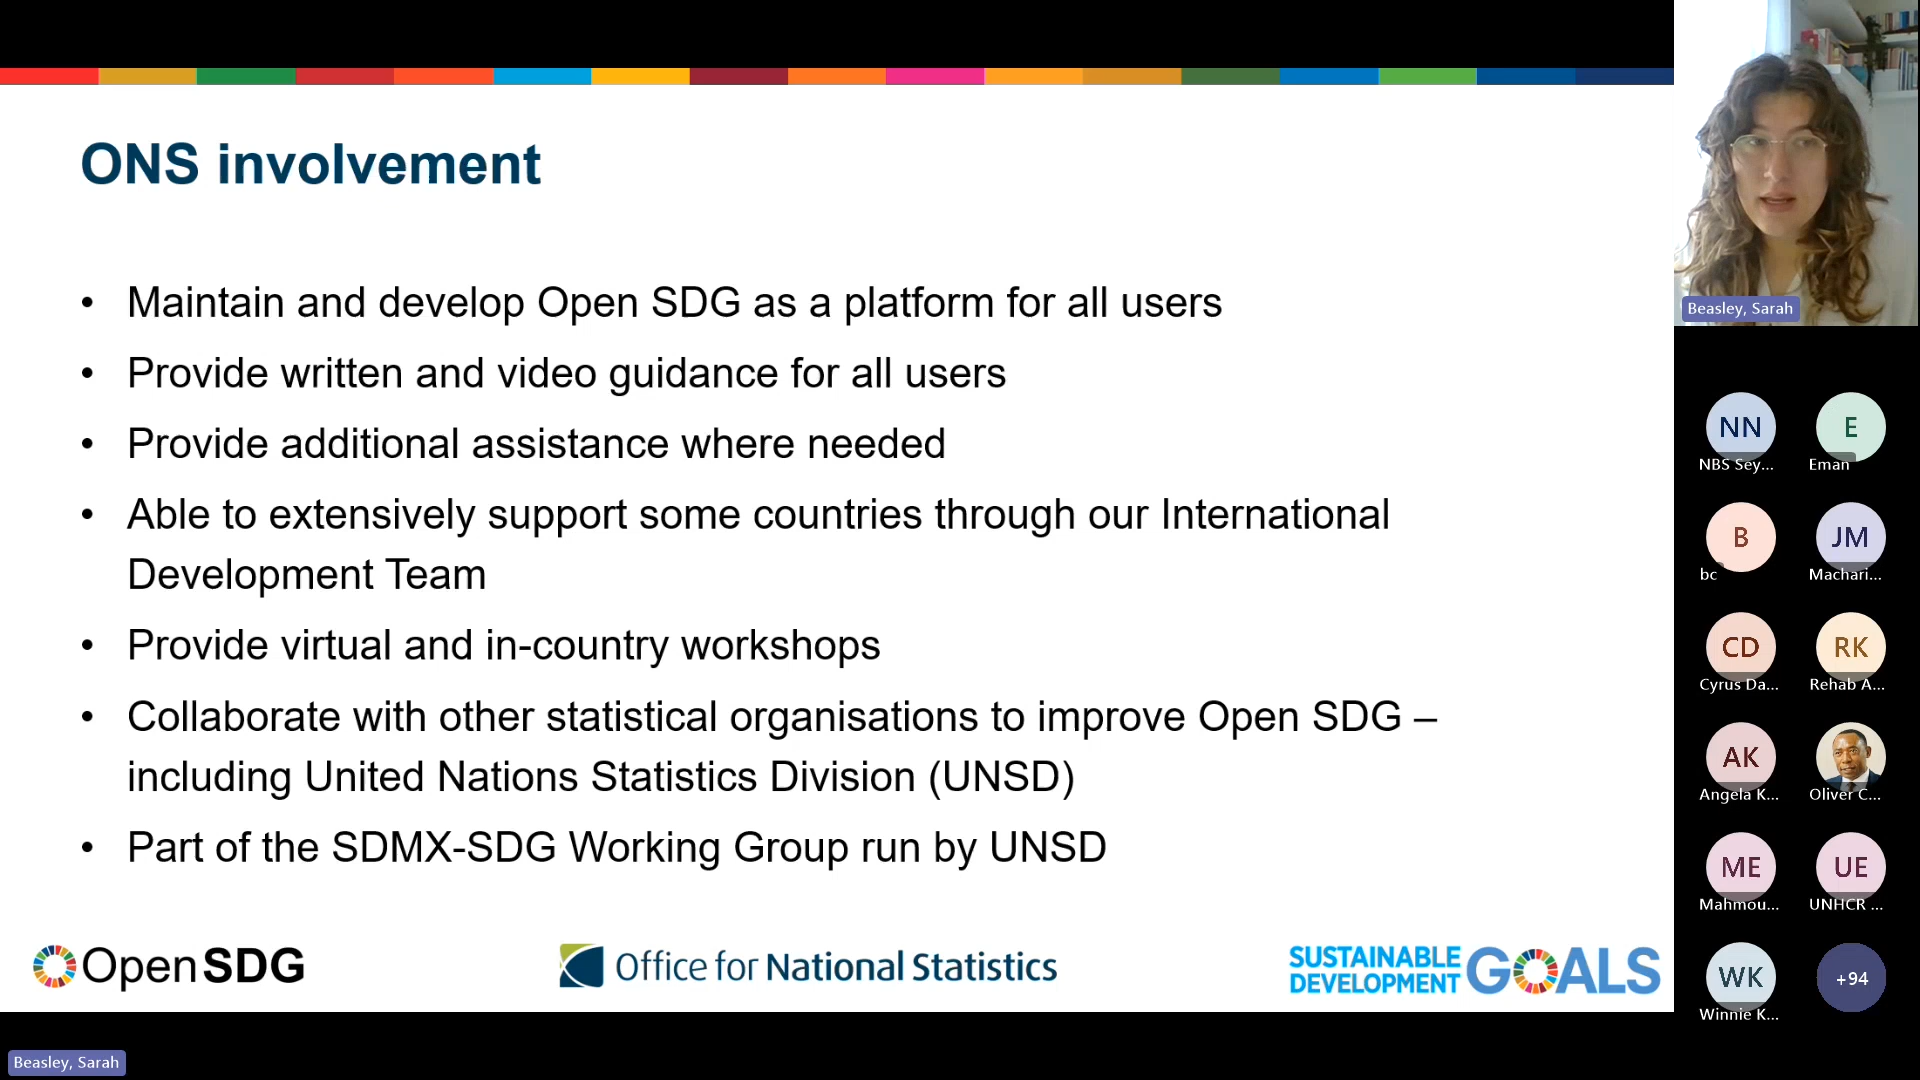 ONS involvement
• Maintain and develop Open SDG as a platform for all users
• Provide written and video guidance for all users
• Provide additional assistance where needed
• Able to extensively support some countries through our International
Development Team
• Provide virtual and in-country workshops
• Collaborate with other statistical organisations to improve Open SDG –
including United Nations Statistics Division (UNSD)
• Part of the SDMX-SDG Working Group run by UNSD
Open SDG
Office for National Statistics
SUSTAINABLE
DEVELOPMENT
GOALS
Beasley, Sarah
Beasley, Sarah
NN
NBS Sey...
E
Eman
B
bc
JM
Machari...
CD
Cyrus Da...
RK
Rehab A...
AK
Angela K...
Oliver C...
ME
Mahmou...
UE
UNHCR ...
WK
Winnie K...
+94